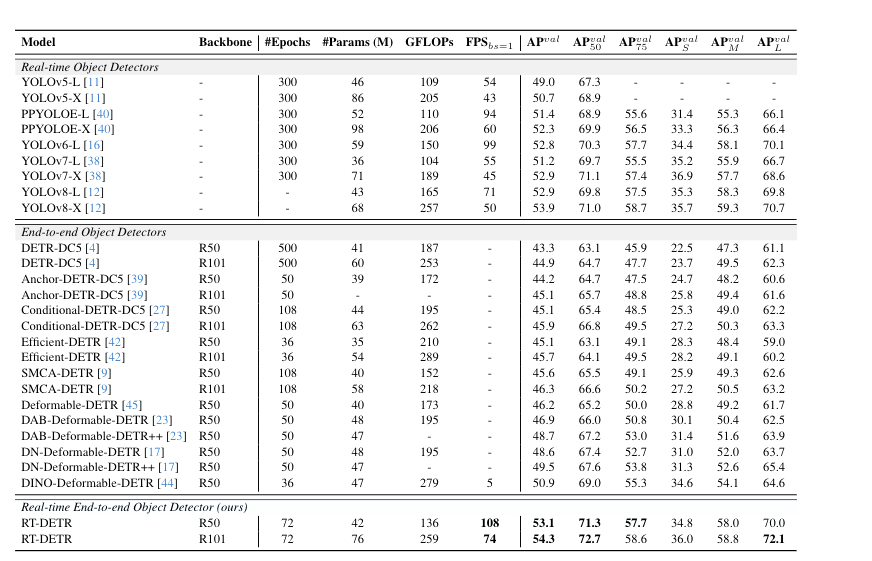 Model Backbone #Epochs #Params (M) GFLOPs FPS_{bs=1} AP^{val} AP^{val}_{50} AP^{val}_{75} AP^{val}_{S} AP^{val}_{M} AP^{val}_{L}
Real-time Object Detectors
YOLOv5-L [11] - 300 46 109 54 49.0 67.3 - - - -
YOLOv5-X [11] - 300 86 205 43 50.7 68.9 - - - -
PPYOLOE-L [40] - 300 52 110 94 51.4 68.9 55.6 31.4 55.3 66.1
PPYOLOE-X [40] - 300 98 206 60 52.3 69.9 56.5 33.3 56.3 66.4
YOLOv6-L [16] - 300 59 150 99 52.8 70.3 57.7 34.4 58.1 70.1
YOLOv7-L [38] - 300 36 104 55 51.2 69.7 55.5 35.2 55.9 66.7
YOLOv7-X [38] - 300 71 189 45 52.9 71.1 57.4 36.9 57.7 68.6
YOLOv8-L [12] - - 43 165 71 52.9 69.8 57.5 35.3 58.3 69.8
YOLOv8-X [12] - - 68 257 50 53.9 71.0 58.7 35.7 59.3 70.7
End-to-end Object Detectors
DETR-DC5 [4] R50 500 41 187 - 43.3 63.1 45.9 22.5 47.3 61.1
DETR-DC5 [4] R101 500 60 253 - 44.9 64.7 47.7 23.7 49.5 62.3
Anchor-DETR-DC5 [39] R50 50 39 172 - 44.2 64.7 47.5 24.7 48.2 60.6
Anchor-DETR-DC5 [39] R101 50 - - - 45.1 65.7 48.8 25.8 49.4 61.6
Conditional-DETR-DC5 [27] R50 108 44 195 - 45.1 65.4 48.5 25.3 49.0 62.2
Conditional-DETR-DC5 [27] R101 108 63 262 - 45.9 66.8 49.5 27.2 50.3 63.3
Efficient-DETR [42] R50 36 35 210 - 45.1 63.1 49.1 28.3 48.4 59.0
Efficient-DETR [42] R101 36 54 289 - 45.7 64.1 49.5 28.2 49.1 60.2
SMCA-DETR [9] R50 108 40 152 - 45.6 65.5 49.1 25.9 49.3 62.6
SMCA-DETR [9] R101 108 58 218 - 46.3 66.6 50.2 27.2 50.5 63.2
Deformable-DETR [45] R50 50 40 173 - 46.2 65.2 50.0 28.8 49.2 61.7
DAB-Deformable-DETR [23] R50 50 48 195 - 46.9 66.0 50.8 30.1 50.4 62.5
DAB-Deformable-DETR++ [23] R50 50 47 - - 48.7 67.2 53.0 31.4 51.6 63.9
DN-Deformable-DETR [17] R50 50 48 195 - 48.6 67.4 52.7 31.0 52.0 63.7
DN-Deformable-DETR++ [17] R50 50 47 - - 49.5 67.6 53.8 31.3 52.6 65.4
DINO-Deformable-DETR [44] R50 36 47 279 5 50.9 69.0 55.3 34.6 54.1 64.6
Real-time End-to-end Object Detector (ours)
RT-DETR R50 72 42 136 108 53.1 71.3 57.7 34.8 58.0 70.0
RT-DETR R101 72 76 259 74 54.3 72.7 58.6 36.0 58.8 72.1